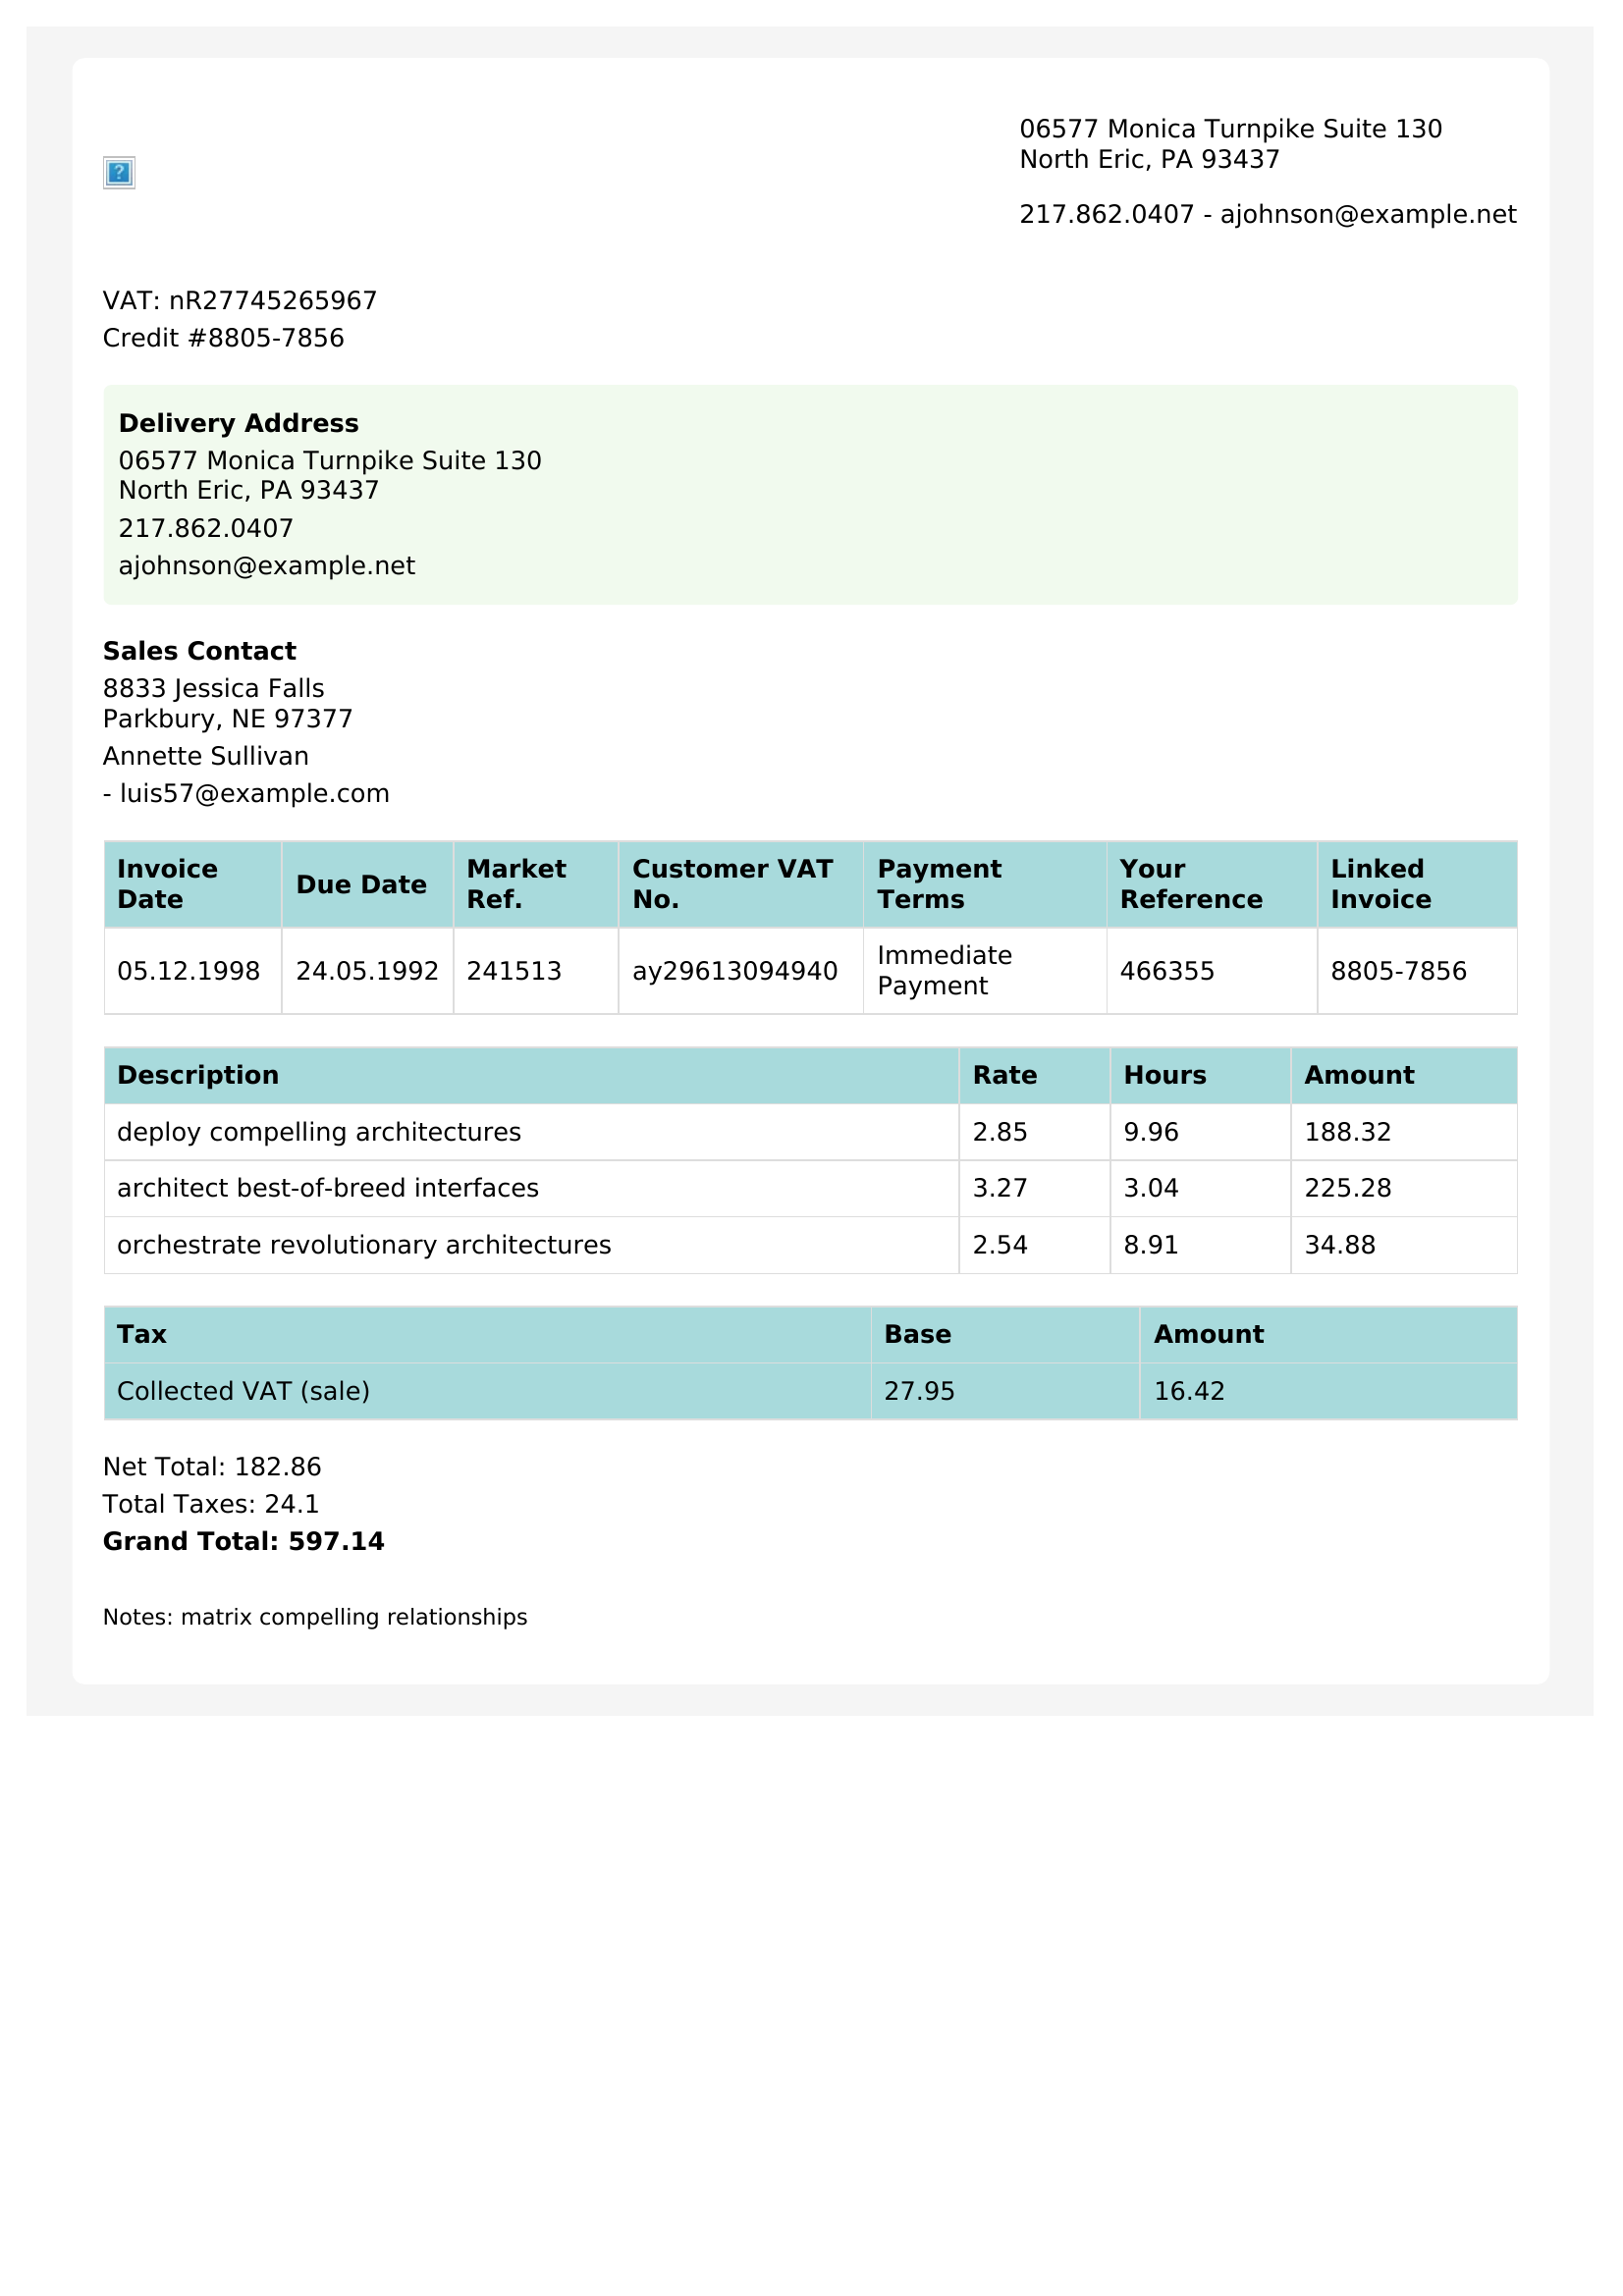 06577 Monica Turnpike Suite 130
North Eric, PA 93437
217.862.0407 - ajohnson@example.net
VAT: nR27745265967
Credit #8805-7856
Delivery Address
06577 Monica Turnpike Suite 130
North Eric, PA 93437
217.862.0407
ajohnson@example.net
Sales Contact
8833 Jessica Falls
Parkbury, NE 97377
Annette Sullivan
- luis57@example.com
Invoice Date Due Date Market Ref. Customer VAT No. Payment Terms Your Reference Linked Invoice
05.12.1998 24.05.1992 241513 ay29613094940 Immediate Payment 466355 8805-7856
Description Rate Hours Amount
deploy compelling architectures 2.85 9.96 188.32
architect best-of-breed interfaces 3.27 3.04 225.28
orchestrate revolutionary architectures 2.54 8.91 34.88
Tax Base Amount
Collected VAT (sale) 27.95 16.42
Net Total: 182.86
Total Taxes: 24.1
Grand Total: 597.14
Notes: matrix compelling relationships